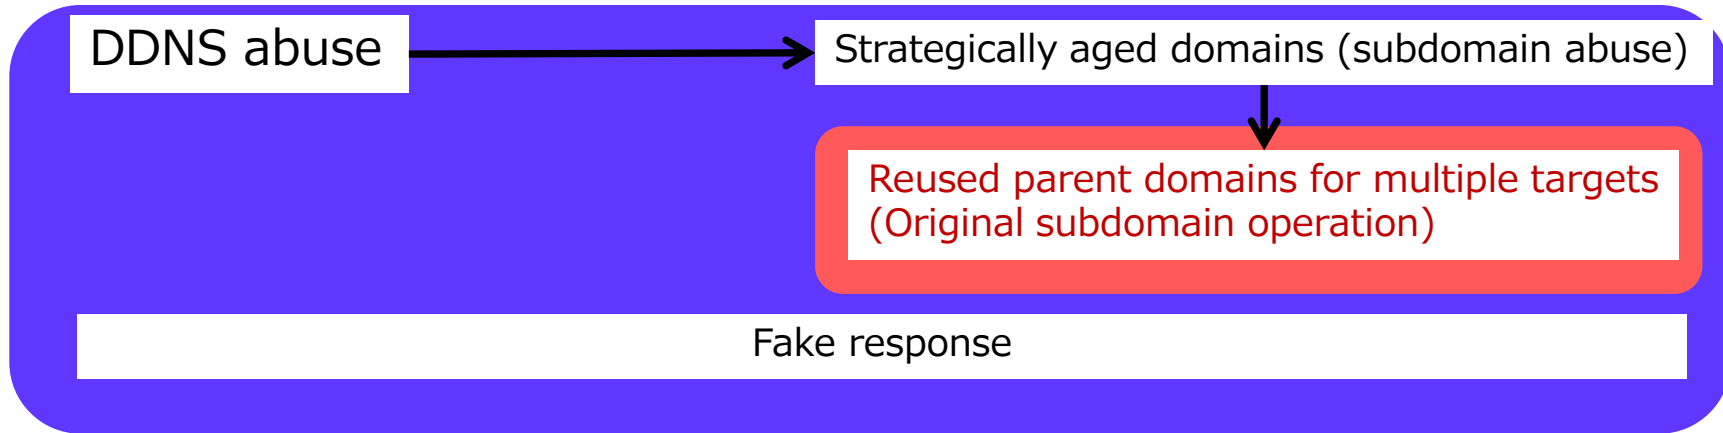 DDNS abuse
Strategically aged domains (subdomain abuse)
Reused parent domains for multiple targets
(Original subdomain operation)
Fake response